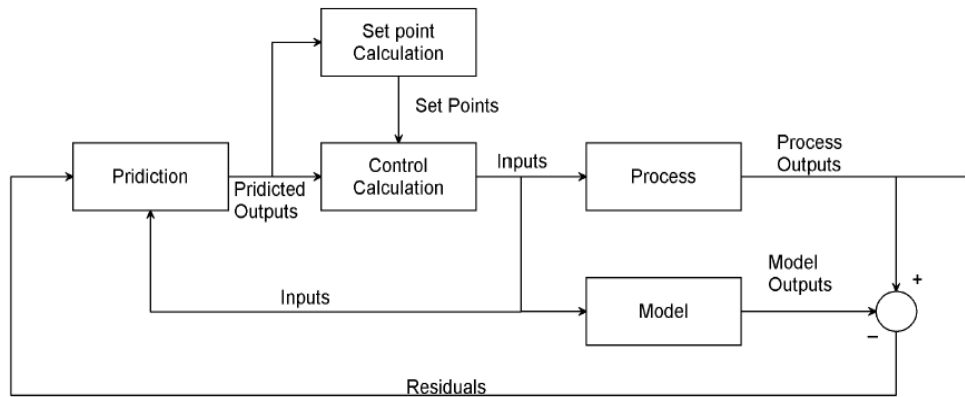 Set point
Calculation
Set Points
Pridiction
Pridicted
Outputs
Control
Calculation
Inputs
Process
Process
Outputs
Inputs
Model
Model
Outputs
+
−
Residuals